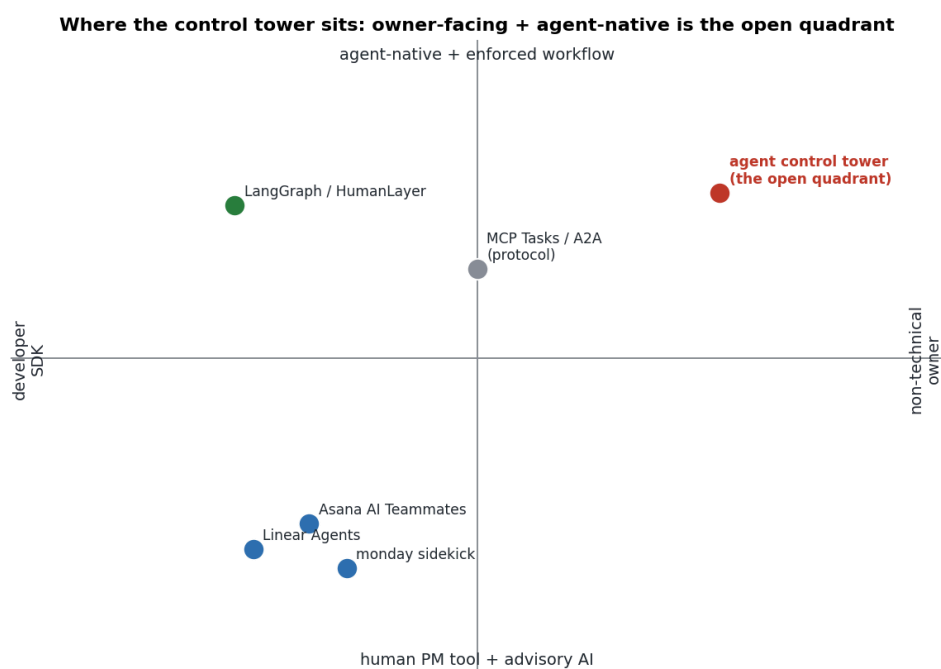 Where the control tower sits: owner-facing + agent-native is the open quadrant
agent-native + enforced workflow
agent control tower
(the open quadrant)
LangGraph / HumanLayer
MCP Tasks / A2A
(protocol)
developer
SDK
non-technical
owner
Asana AI Teammates
Linear Agents
monday sidekick
human PM tool + advisory AI